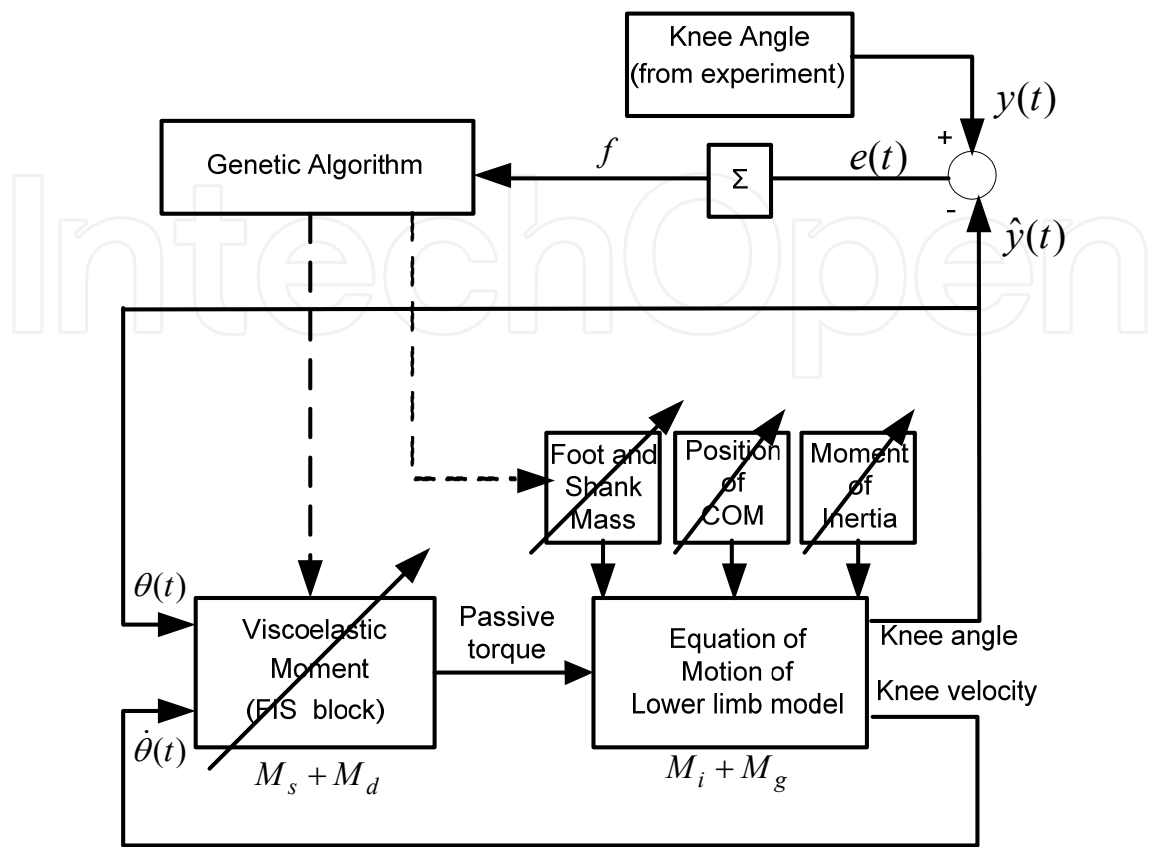 Knee Angle
(from experiment)
y(t)
+
Genetic Algorithm
f
Σ
e(t)
-
ŷ(t)
IntechOpen
Foot and
Shank
Mass
Position
of
COM
Moment
of
Inertia
θ(t)
Viscoelastic
Moment
(FIS block)
θ̇(t)
M_s + M_d
Passive
torque
Equation of
Motion of
Lower limb model
M_i + M_g
Knee angle
Knee velocity